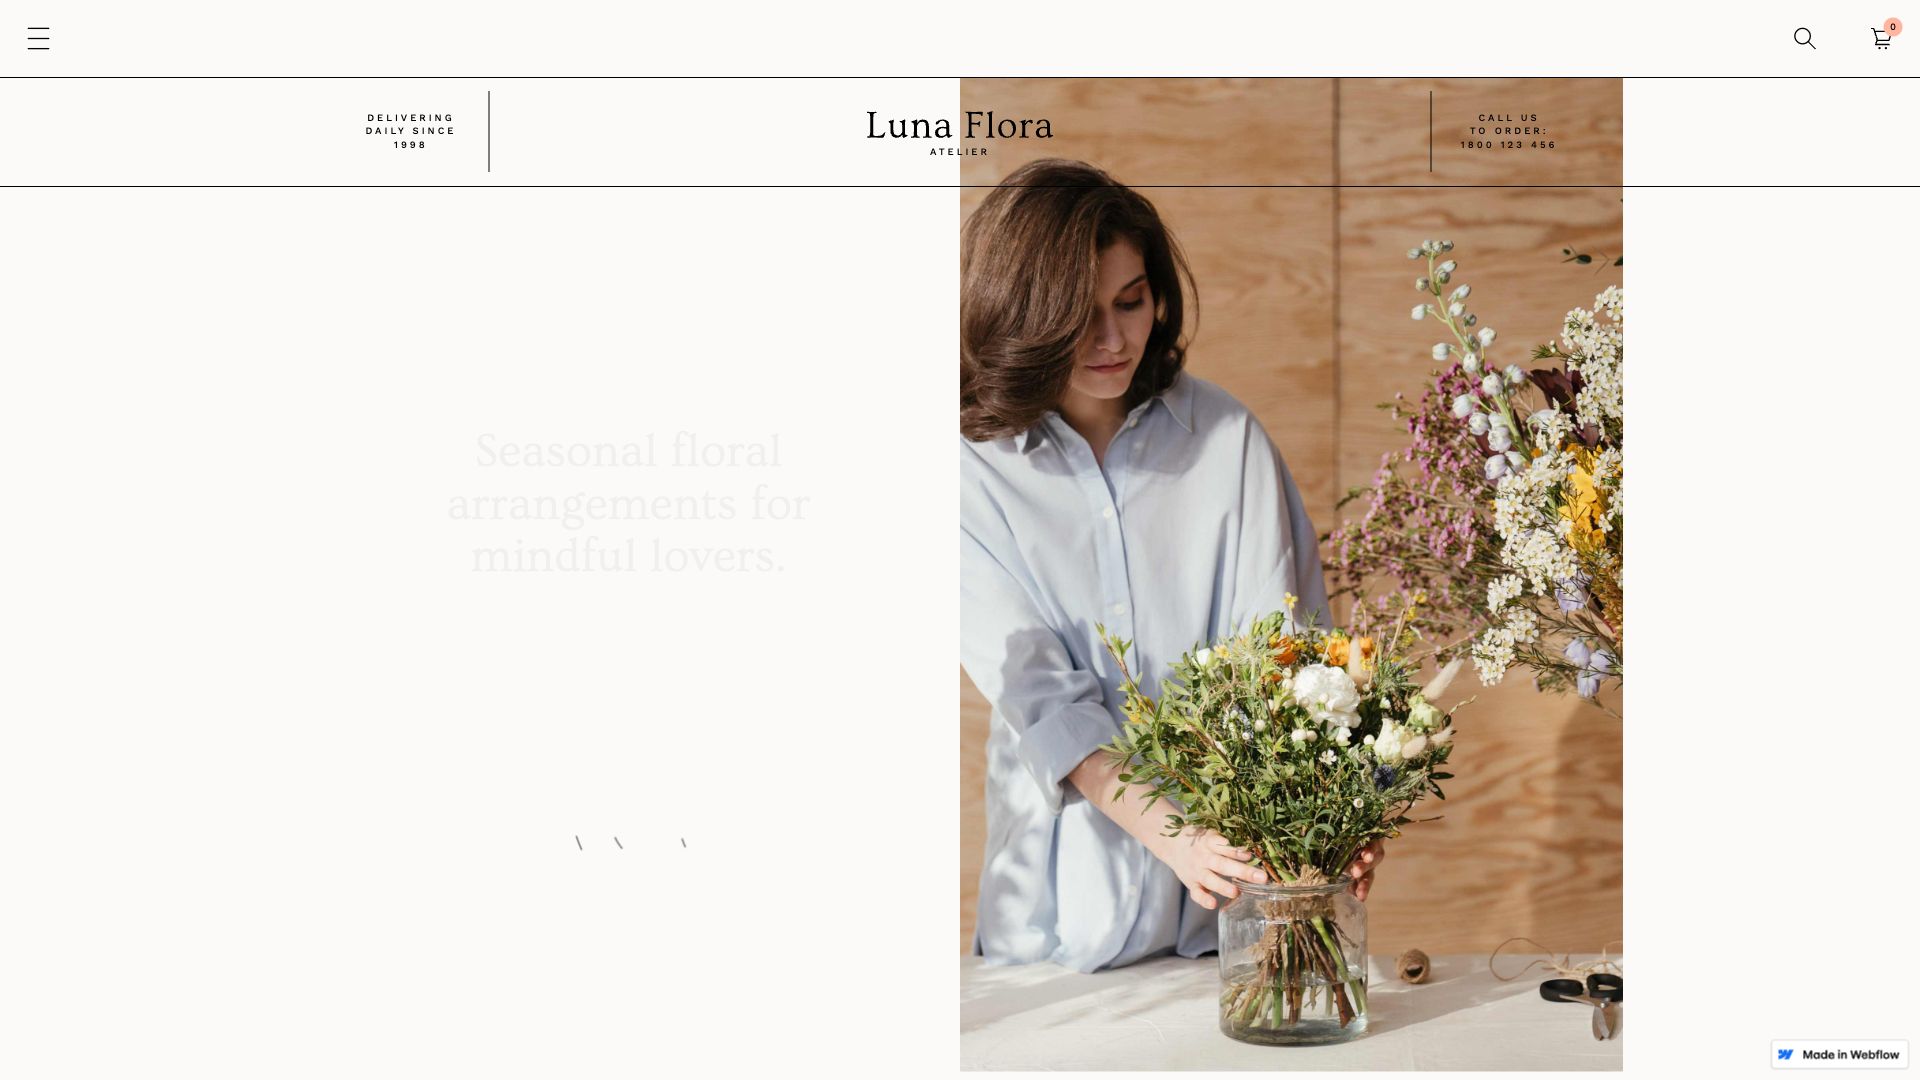 0
DELIVERING
DAILY SINCE
1998
Luna Flora
ATELIER
CALL US
TO ORDER:
1800 123 456
Seasonal floral
arrangements for
mindful lovers.
Made in Webflow